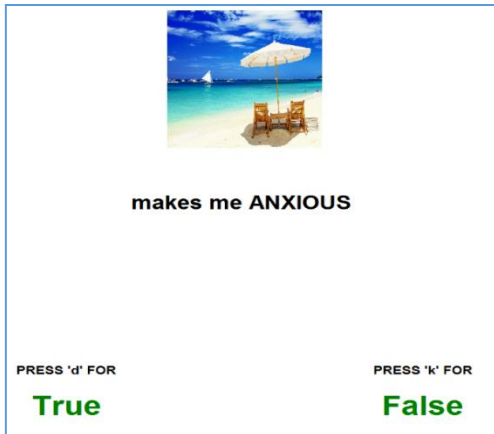 makes me ANXIOUS
PRESS 'd' FOR
True
PRESS 'k' FOR
False